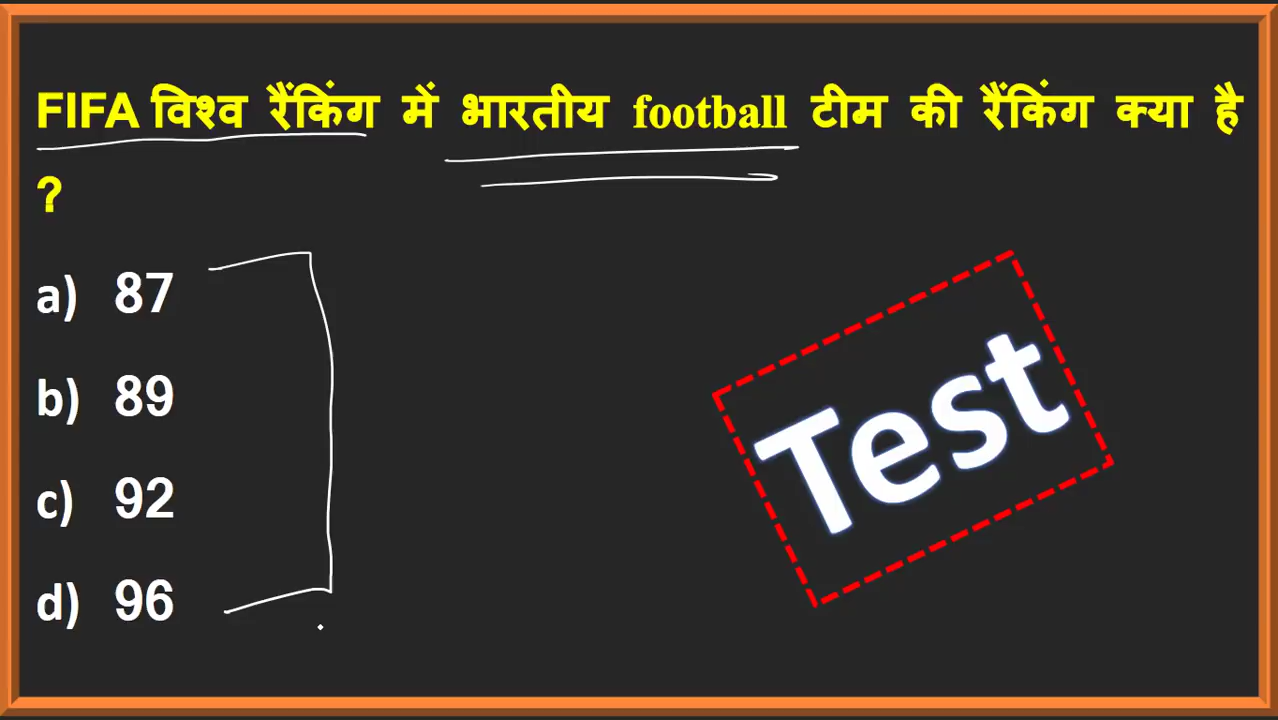 FIFA विश्व रैंकिंग में भारतीय football टीम की रैंकिंग क्या है
?
a) 87
b) 89
c) 92
d) 96
Test